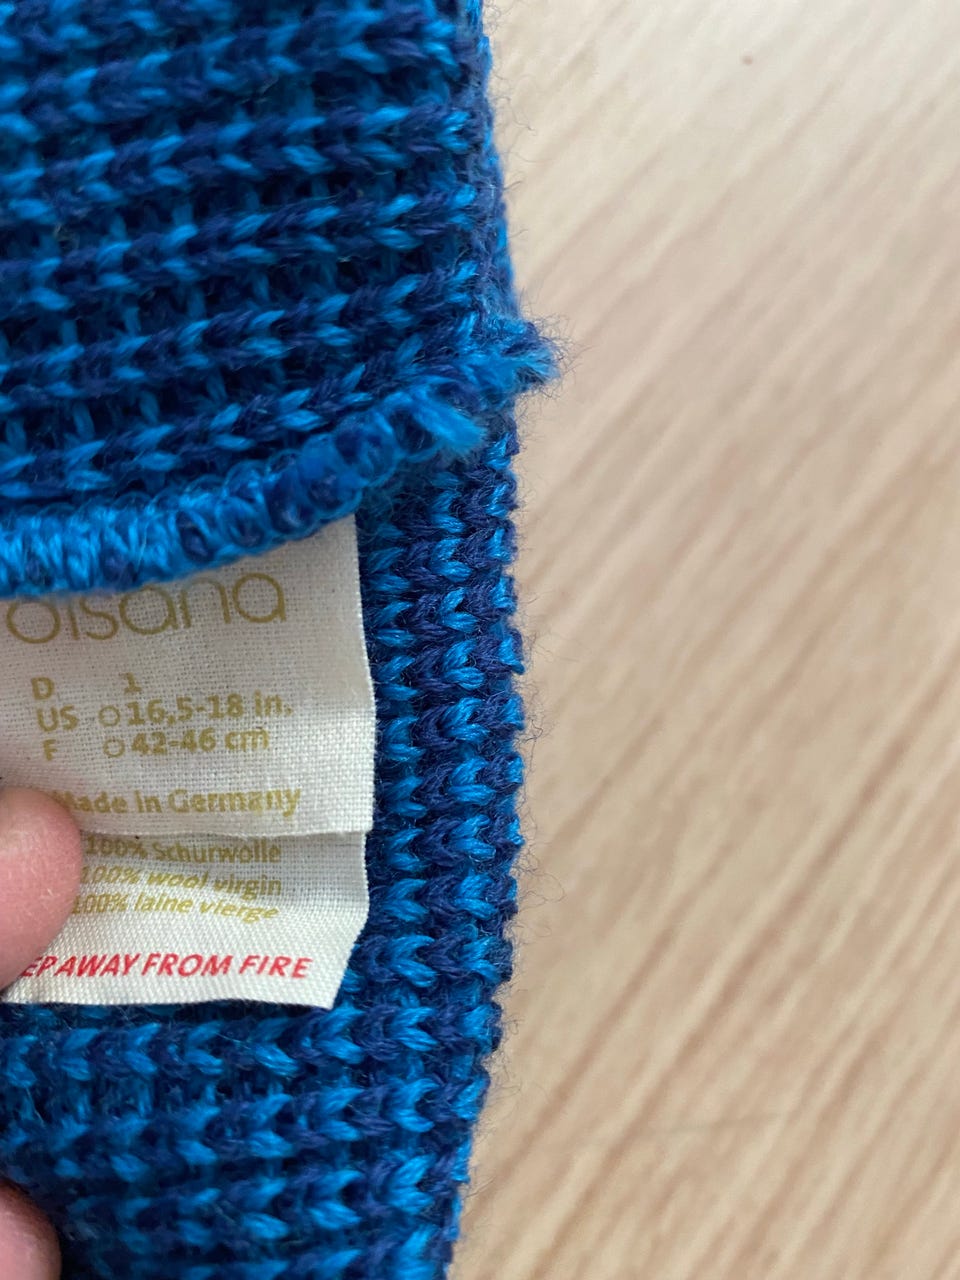 disana
D 1
US 16,5-18 in.
F 42-46 cm
Made in Germany
100% Schurwolle
100% wool virgin
100% laine vierge
EP AWAY FROM FIRE